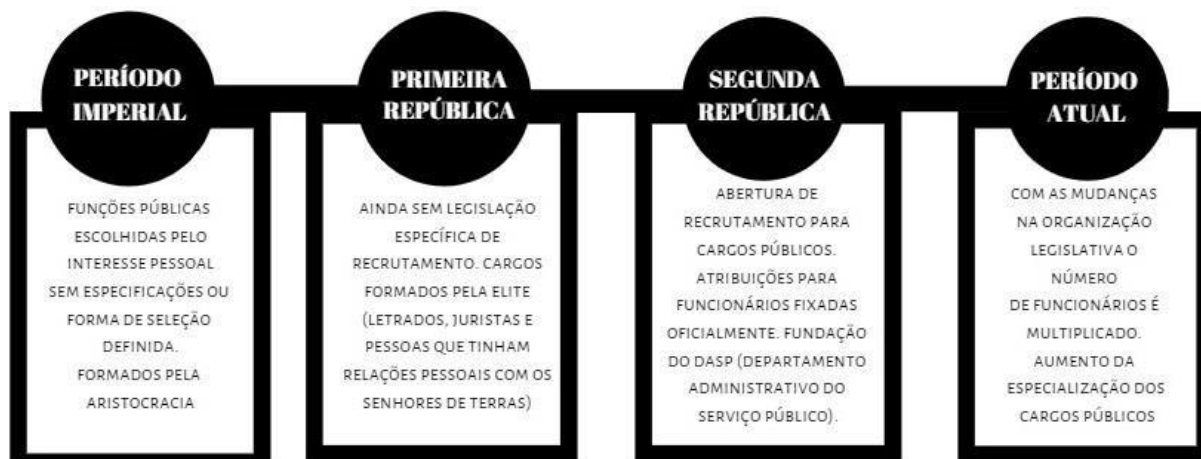 PERÍODO
IMPERIAL
FUNÇÕES PÚBLICAS
ESCOLHIDAS PELO
INTERESSE PESSOAL
SEM ESPECIFICAÇÕES OU
FORMA DE SELEÇÃO
DEFINIDA.
FORMADOS PELA
ARISTOCRACIA
PRIMEIRA
REPÚBLICA
AINDA SEM LEGISLAÇÃO
ESPECÍFICA DE
RECRUTAMENTO. CARGOS
FORMADOS PELA ELITE
(LETRADOS, JURISTAS E
PESSOAS QUE TINHAM
RELAÇÕES PESSOAIS COM OS
SENHORES DE TERRAS)
SEGUNDA
REPÚBLICA
ABERTURA DE
RECRUTAMENTO PARA
CARGOS PÚBLICOS.
ATRIBUIÇÕES PARA
FUNCIONÁRIOS FIXADAS
OFICIALMENTE. FUNDAÇÃO
DO DASP (DEPARTAMENTO
ADMINISTRATIVO DO
SERVIÇO PÚBLICO).
PERÍODO
ATUAL
COM AS MUDANÇAS
NA ORGANIZAÇÃO
LEGISLATIVA O
NÚMERO
DE FUNCIONÁRIOS É
MULTIPLICADO.
AUMENTO DA
ESPECIALIZAÇÃO DOS
CARGOS PÚBLICOS